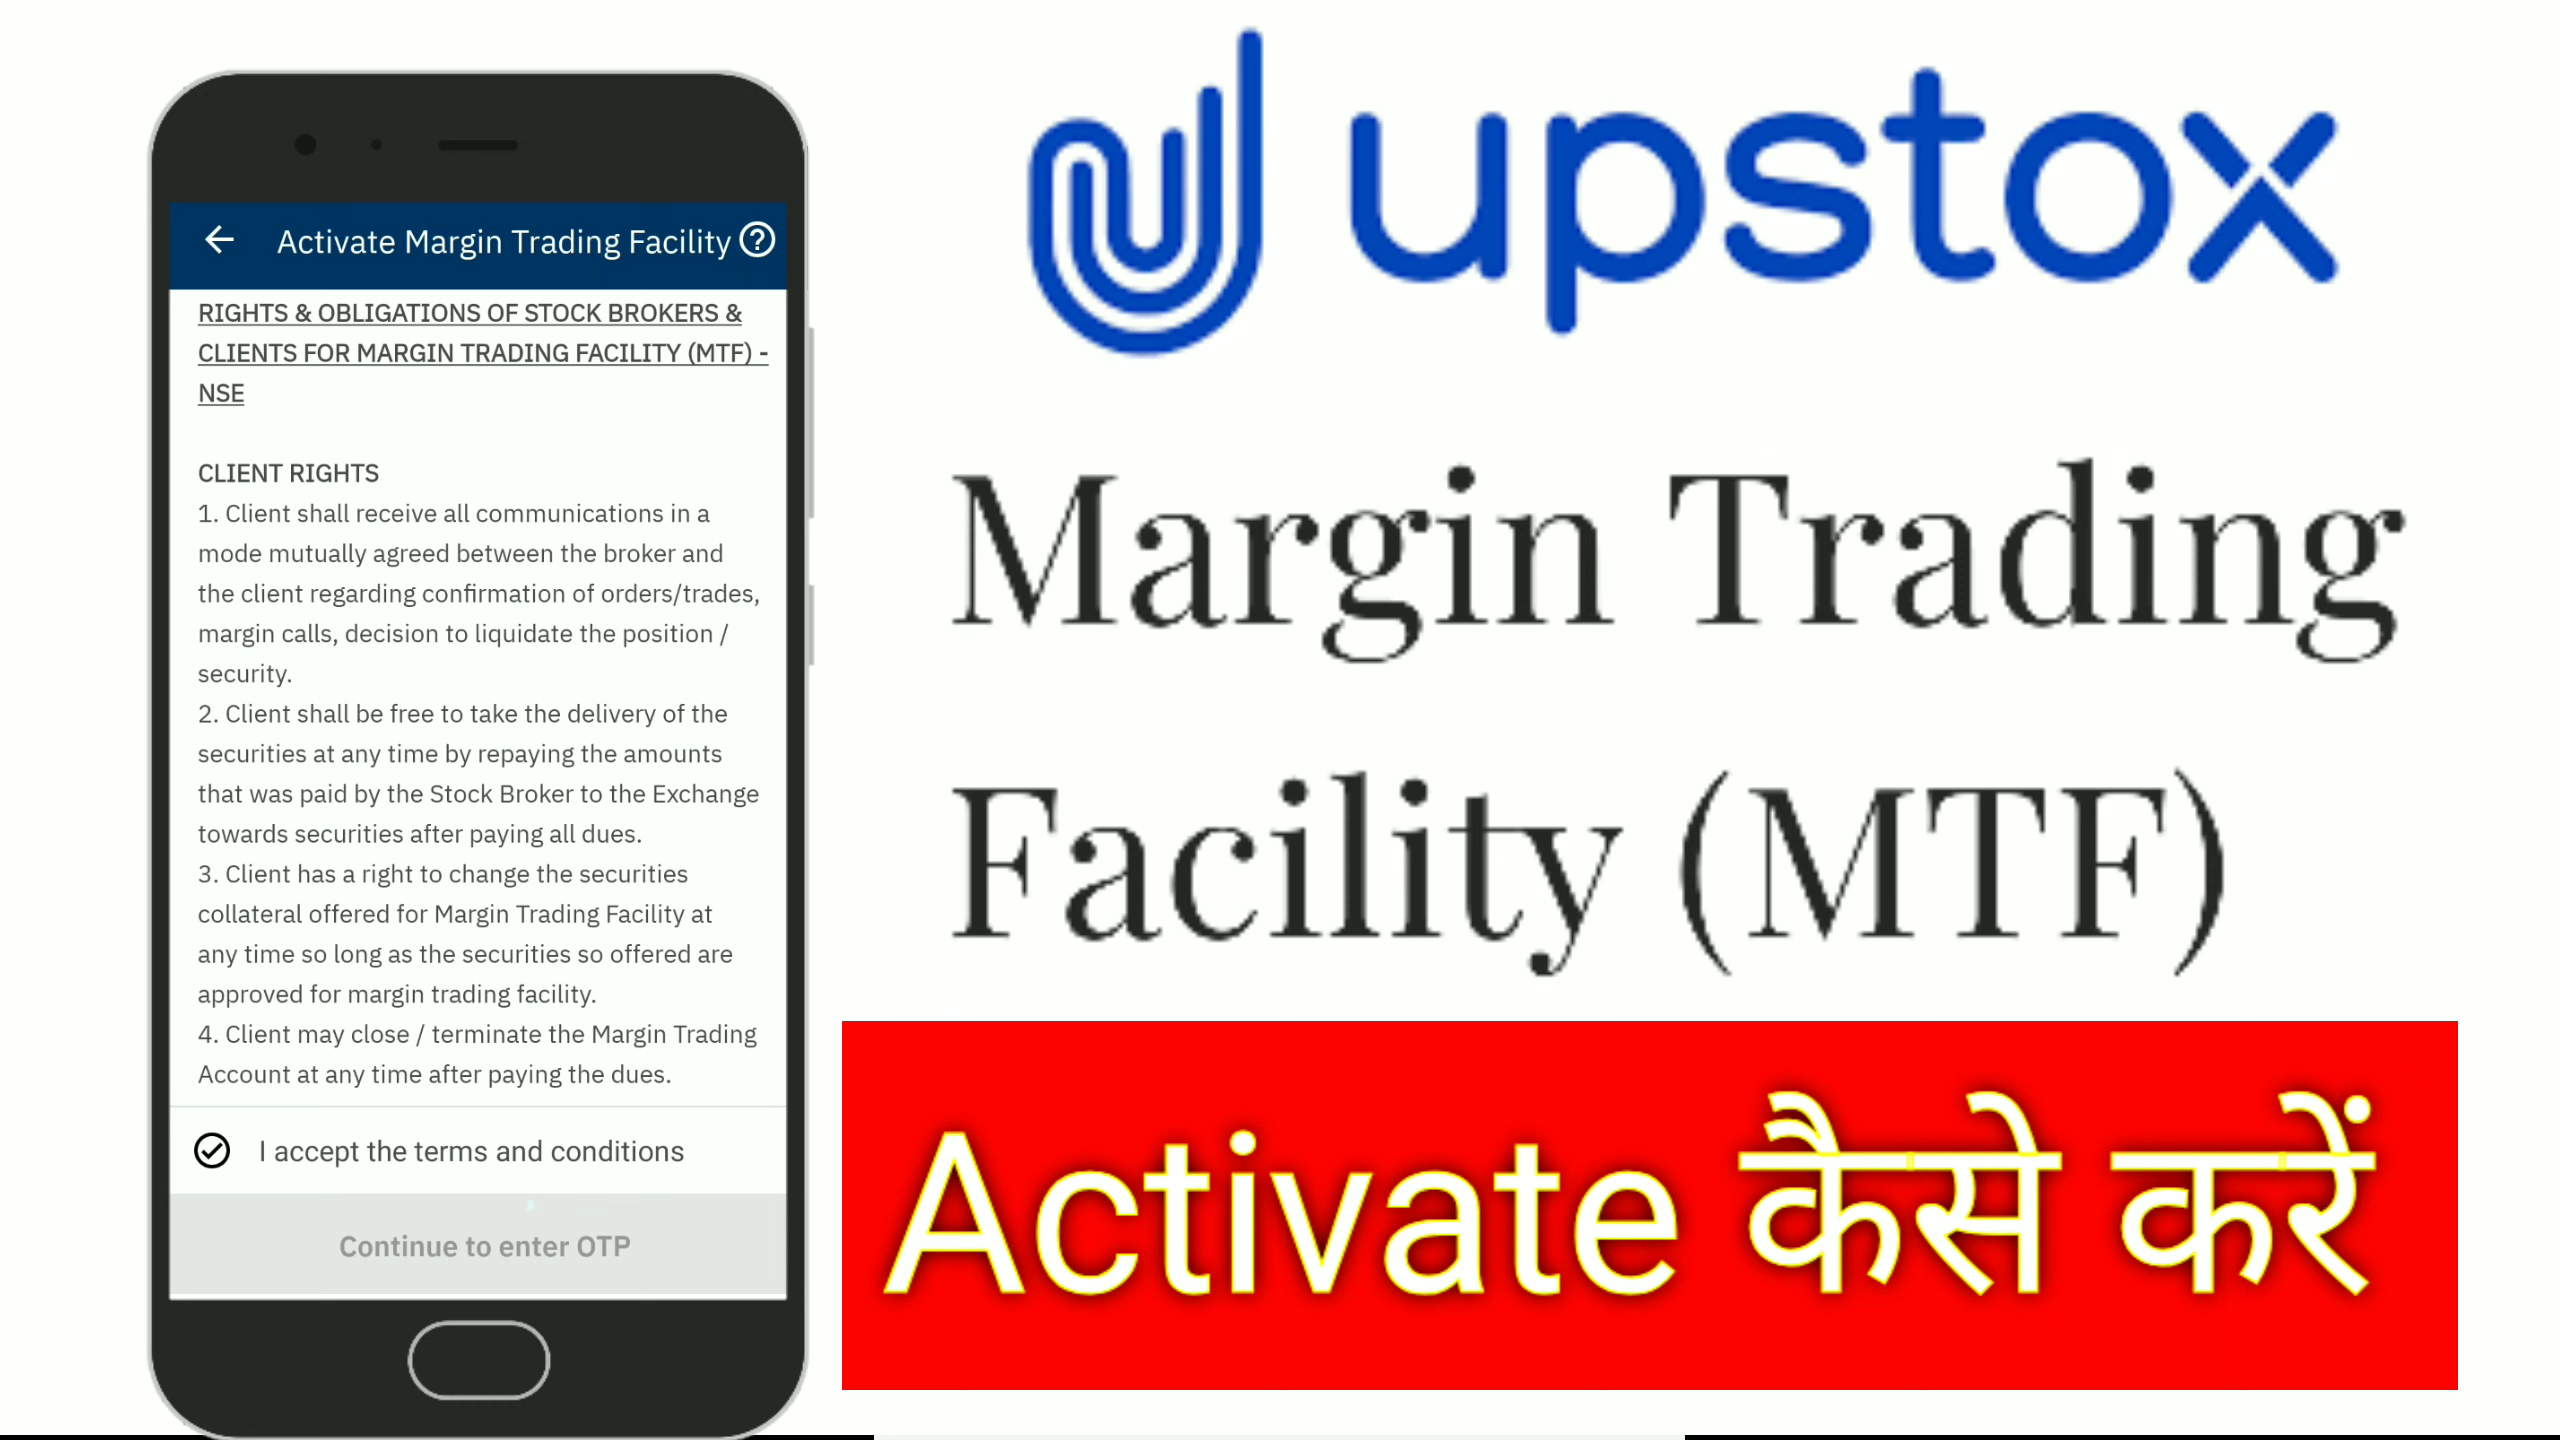 Activate Margin Trading Facility
RIGHTS & OBLIGATIONS OF STOCK BROKERS &
CLIENTS FOR MARGIN TRADING FACILITY (MTF) -
NSE
CLIENT RIGHTS
1. Client shall receive all communications in a
mode mutually agreed between the broker and
the client regarding confirmation of orders/trades,
margin calls, decision to liquidate the position /
security.
2. Client shall be free to take the delivery of the
securities at any time by repaying the amounts
that was paid by the Stock Broker to the Exchange
towards securities after paying all dues.
3. Client has a right to change the securities
collateral offered for Margin Trading Facility at
any time so long as the securities so offered are
approved for margin trading facility.
4. Client may close / terminate the Margin Trading
Account at any time after paying the dues.
I accept the terms and conditions
Continue to enter OTP
upstox
Margin Trading
Facility (MTF)
Activate कैसे करें